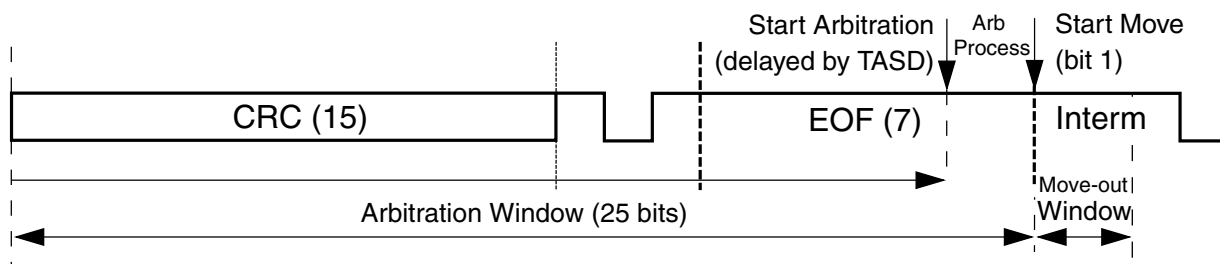 Start Arbitration
(delayed by TASD)
Arb
Process
Start Move
(bit 1)
CRC (15)
EOF (7)
Interm
Arbitration Window (25 bits)
Move-out
Window